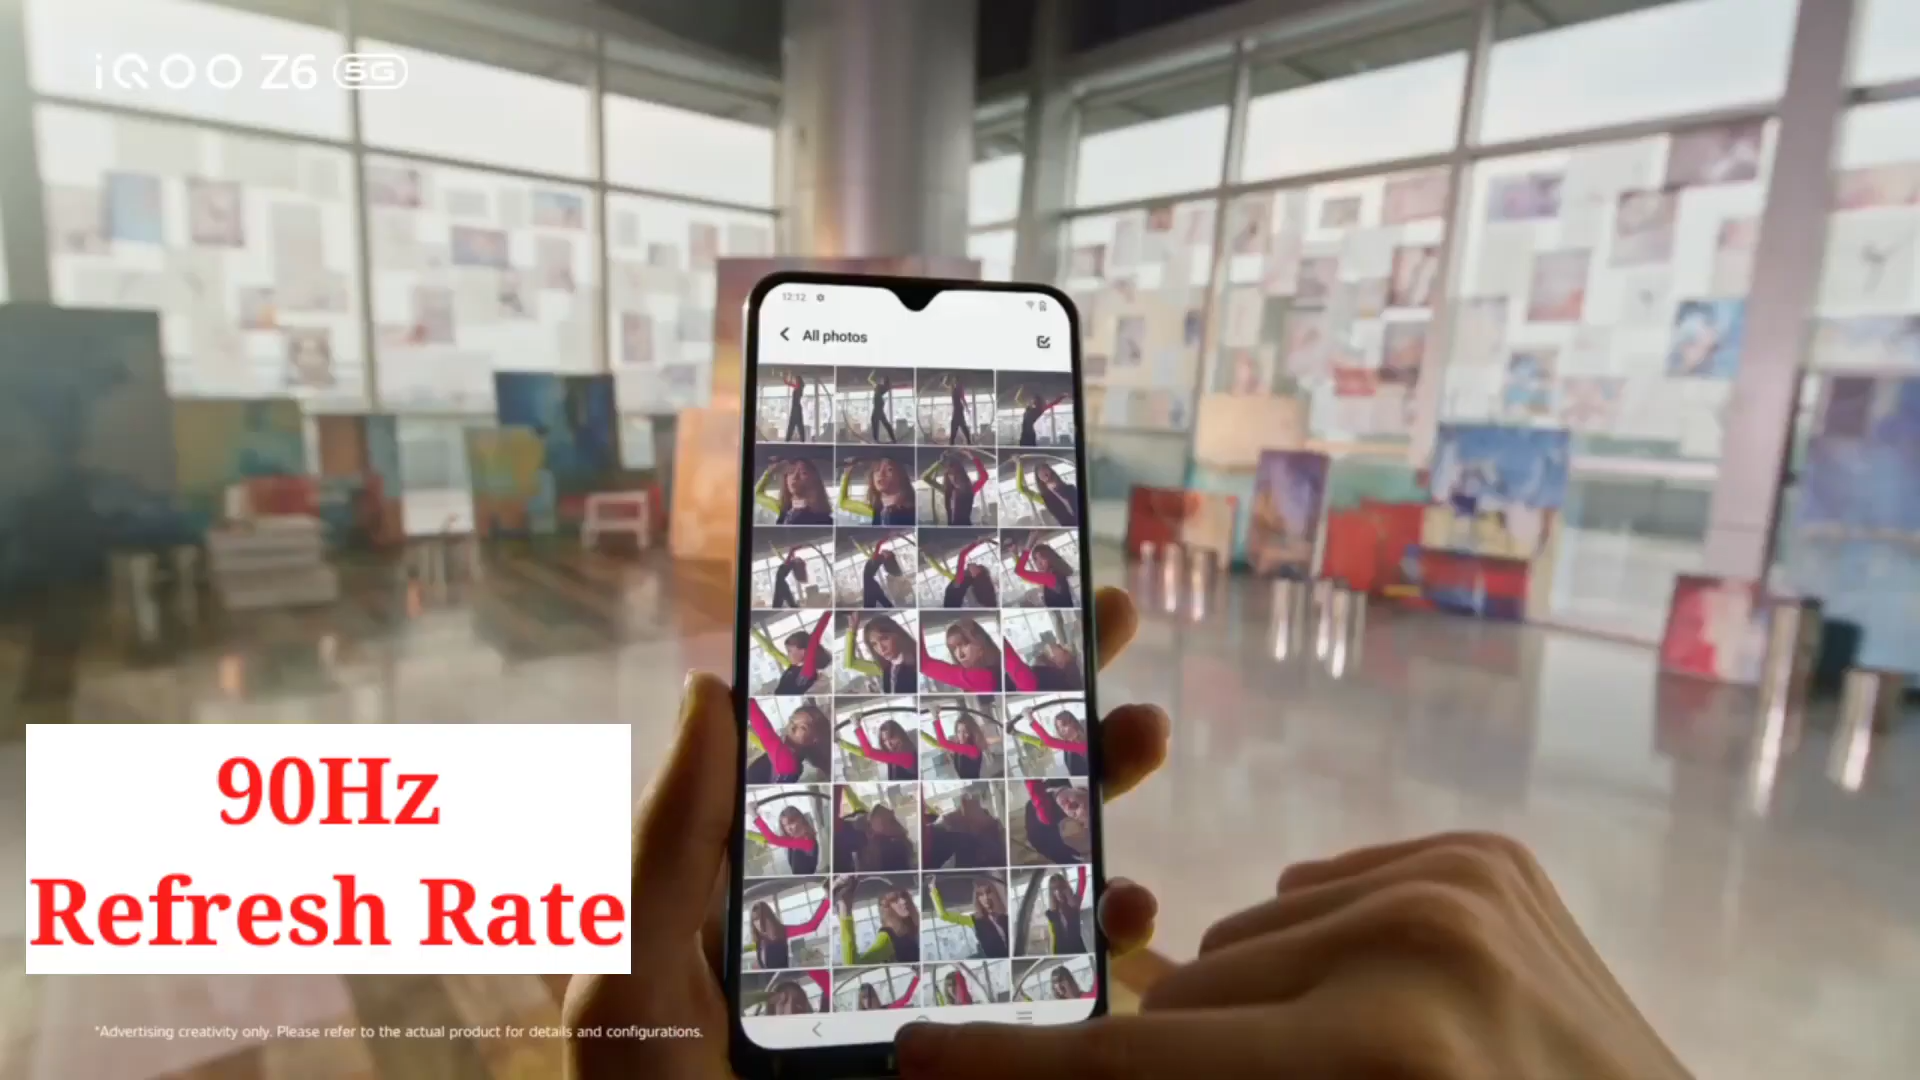 iQOO Z6 5G
12:12
All photos
90Hz
Refresh Rate
*Advertising creativity only. Please refer to the actual product for details and configurations.